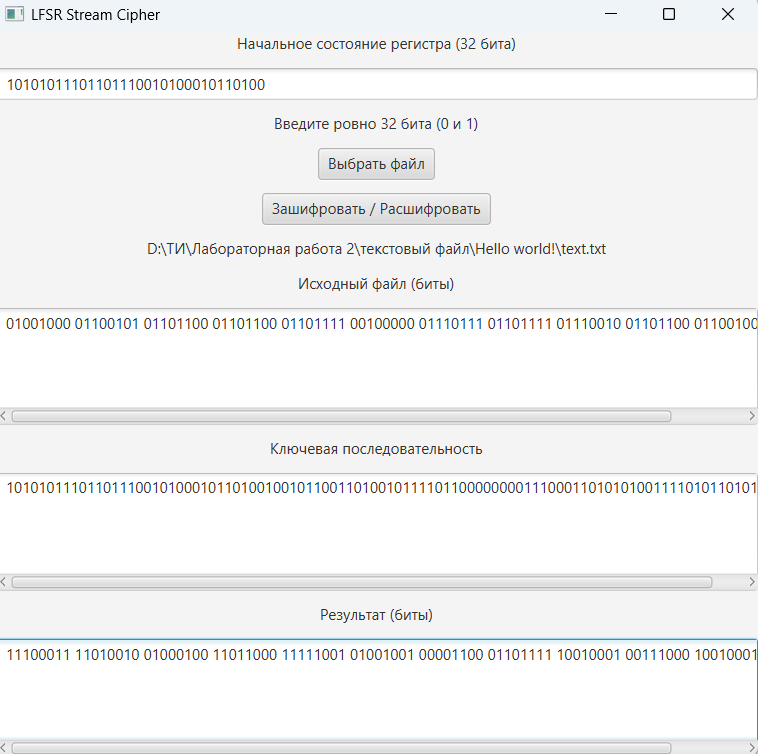 LFSR Stream Cipher
Начальное состояние регистра (32 бита)
10101011101101110010100010110100
Введите ровно 32 бита (0 и 1)
Выбрать файл
Зашифровать / Расшифровать
D:\ТИ\Лабораторная работа 2\текстовый файл\Hello world!\text.txt
Исходный файл (биты)
01001000 01100101 01101100 01101100 01101111 00100000 01110111 01101111 01110010 01101100 01100100
Ключевая последовательность
101010111011011100101000101101001001011001101001011110110000000011100011010101001111010110101
Результат (биты)
11100011 11010010 01000100 11011000 11111001 01001001 00001100 01101111 10010001 00111000 10010001